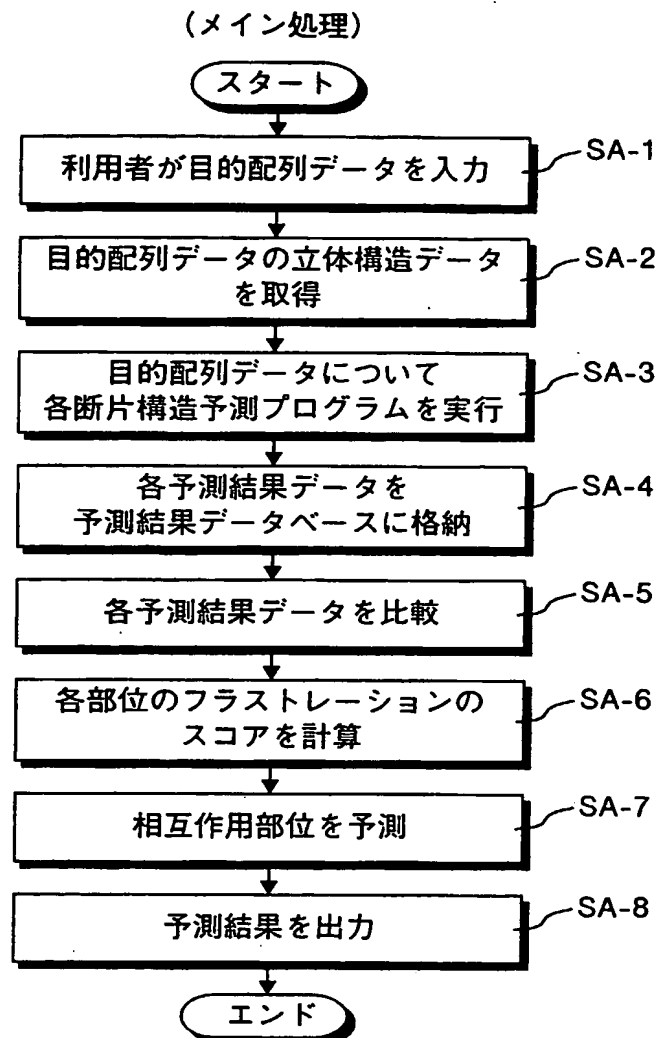 (メイン処理)
スタート
利用者が目的配列データを入力
SA-1
目的配列データの立体構造データ
を取得
SA-2
目的配列データについて
各断片構造予測プログラムを実行
SA-3
各予測結果データを
予測結果データベースに格納
SA-4
各予測結果データを比較
SA-5
各部位のフラストレーションの
スコアを計算
SA-6
相互作用部位を予測
SA-7
予測結果を出力
SA-8
エンド